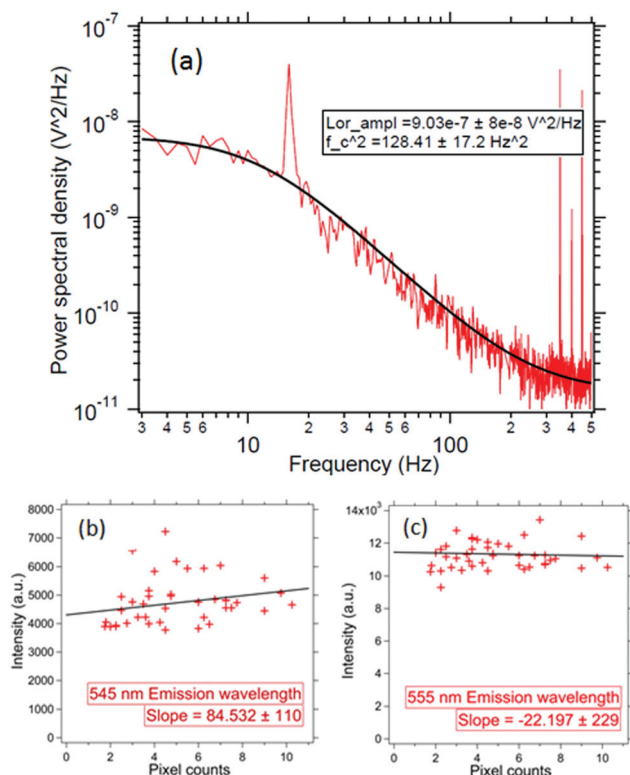 (a)
10^-7
10^-8
10^-9
10^-10
10^-11
Power spectral density (V^2/Hz)
Lor_ampl =9.03e-7 ± 8e-8 V^2/Hz
f_c^2 =128.41 ± 17.2 Hz^2
3 4 5 6 10 2 3 4 5 6 100 2 3 4 5
Frequency (Hz)
(b)
8000
7000
6000
5000
4000
3000
2000
1000
0
Intensity (a.u.)
545 nm Emission wavelength
Slope = 84.532 ± 110
0 2 4 6 8 10
Pixel counts
(c)
14x10^3
12
10
8
6
4
2
0
Intensity (a.u.)
555 nm Emission wavelength
Slope = -22.197 ± 229
0 2 4 6 8 10
Pixel counts